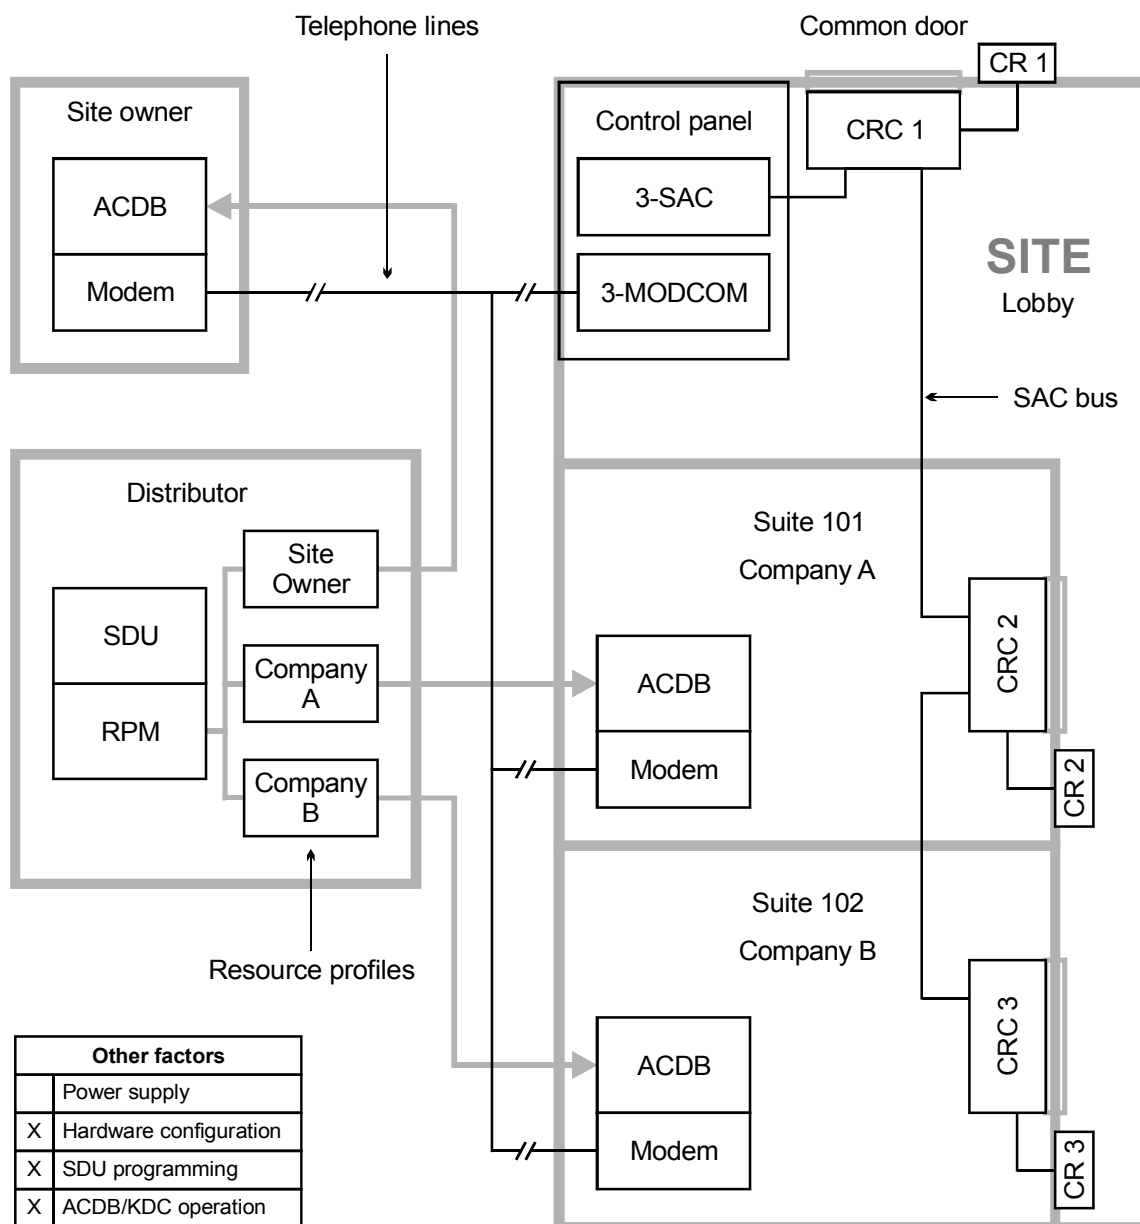 Telephone lines
Common door
CR 1
Site owner
Control panel
CRC 1
ACDB
3-SAC
SITE
Modem
3-MODCOM
Lobby
SAC bus
Distributor
Suite 101
Company A
Site
Owner
SDU
CRC 2
Company
A
ACDB
RPM
Modem
Company
B
CR 2
Suite 102
Company B
Resource profiles
CRC 3
ACDB
Modem
CR 3
Other factors
Power supply
X Hardware configuration
X SDU programming
X ACDB/KDC operation